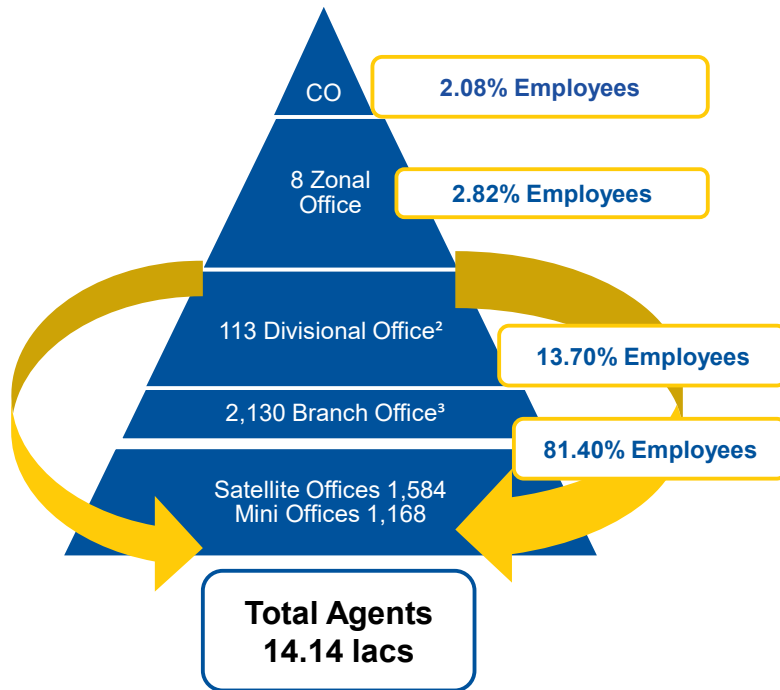 CO
2.08% Employees
8 Zonal
Office
2.82% Employees
113 Divisional Office²
13.70% Employees
2,130 Branch Office³
81.40% Employees
Satellite Offices 1,584
Mini Offices 1,168
Total Agents
14.14 lacs